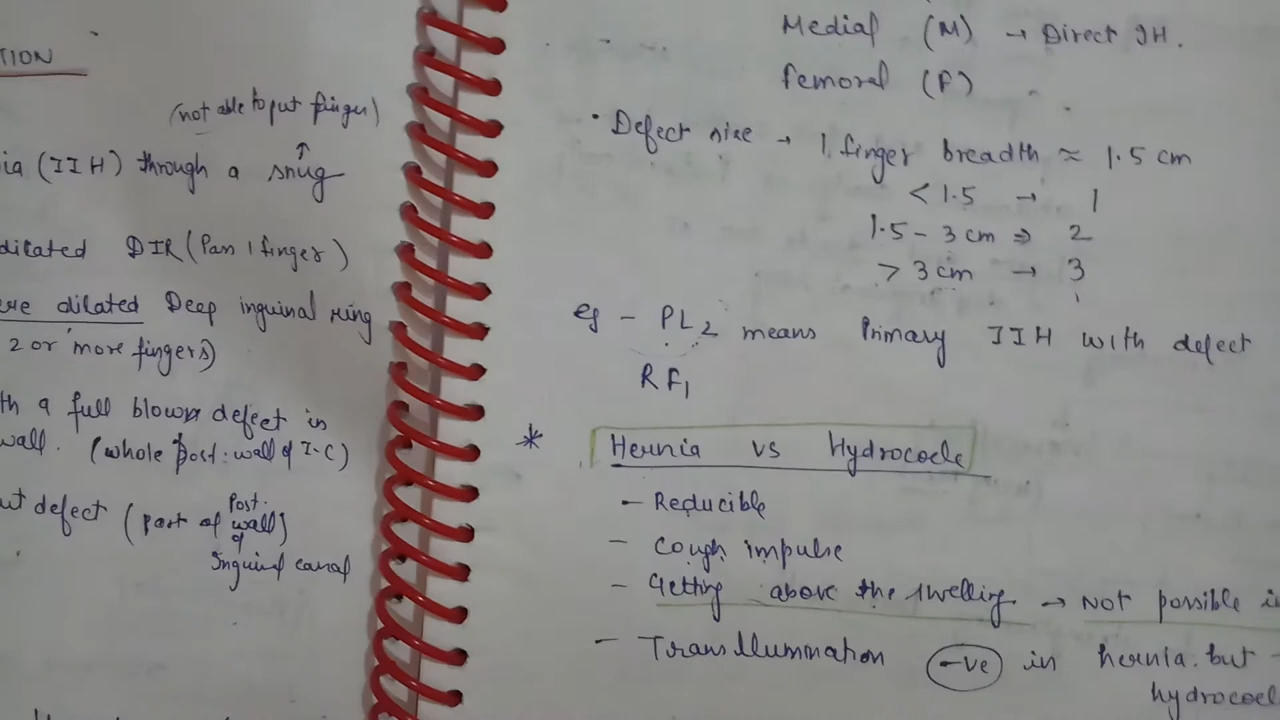 TION
(not able to put finger)
↑
ia (IIH) through a snug
dilated DIR (Pass 1 finger)
ere dilated Deep inguinal ring
2 or more fingers)
th a full blown defect in
wall. (whole post: wall of I-C)
ut defect (part of Post. wall)
of
Inguinal canal
Medial (M) → Direct IH.
Femoral (F)
• Defect size → 1 finger breadth ≈ 1.5 cm
< 1.5 → 1
1.5 - 3 cm ⇒ 2
> 3 cm → 3
eg - PL2 means Primary IIH with defect
RF1
* Hernia vs Hydrocoele
- Reducible
- Cough impulse
- Getting above the swelling → Not possible i
- Transillumination -ve in hernia. but
hydrocoel